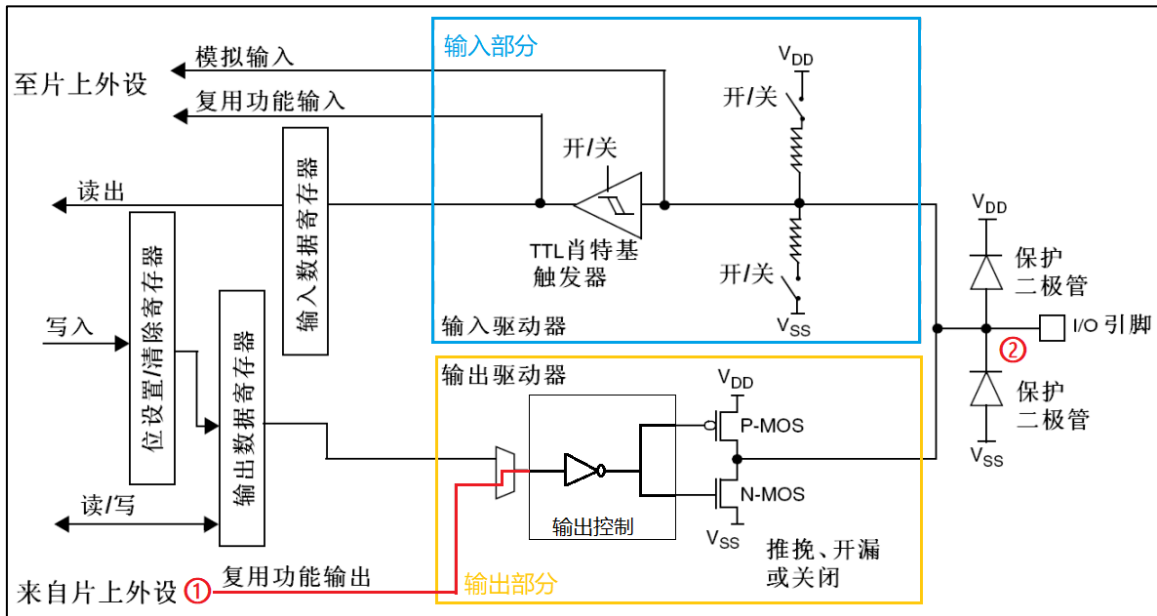 输入部分
模拟输入
V_DD
至片上外设
开/关
复用功能输入
开/关
读出
输入数据寄存器
TTL肖特基
触发器
V_DD
保护
二极管
开/关
位设置/清除寄存器
写入
输入驱动器
V_SS
I/O 引脚
②
输出数据寄存器
输出驱动器
V_DD
P-MOS
保护
二极管
V_SS
N-MOS
读/写
输出控制
V_SS
推挽、开漏
或关闭
来自片上外设
①
复用功能输出
输出部分